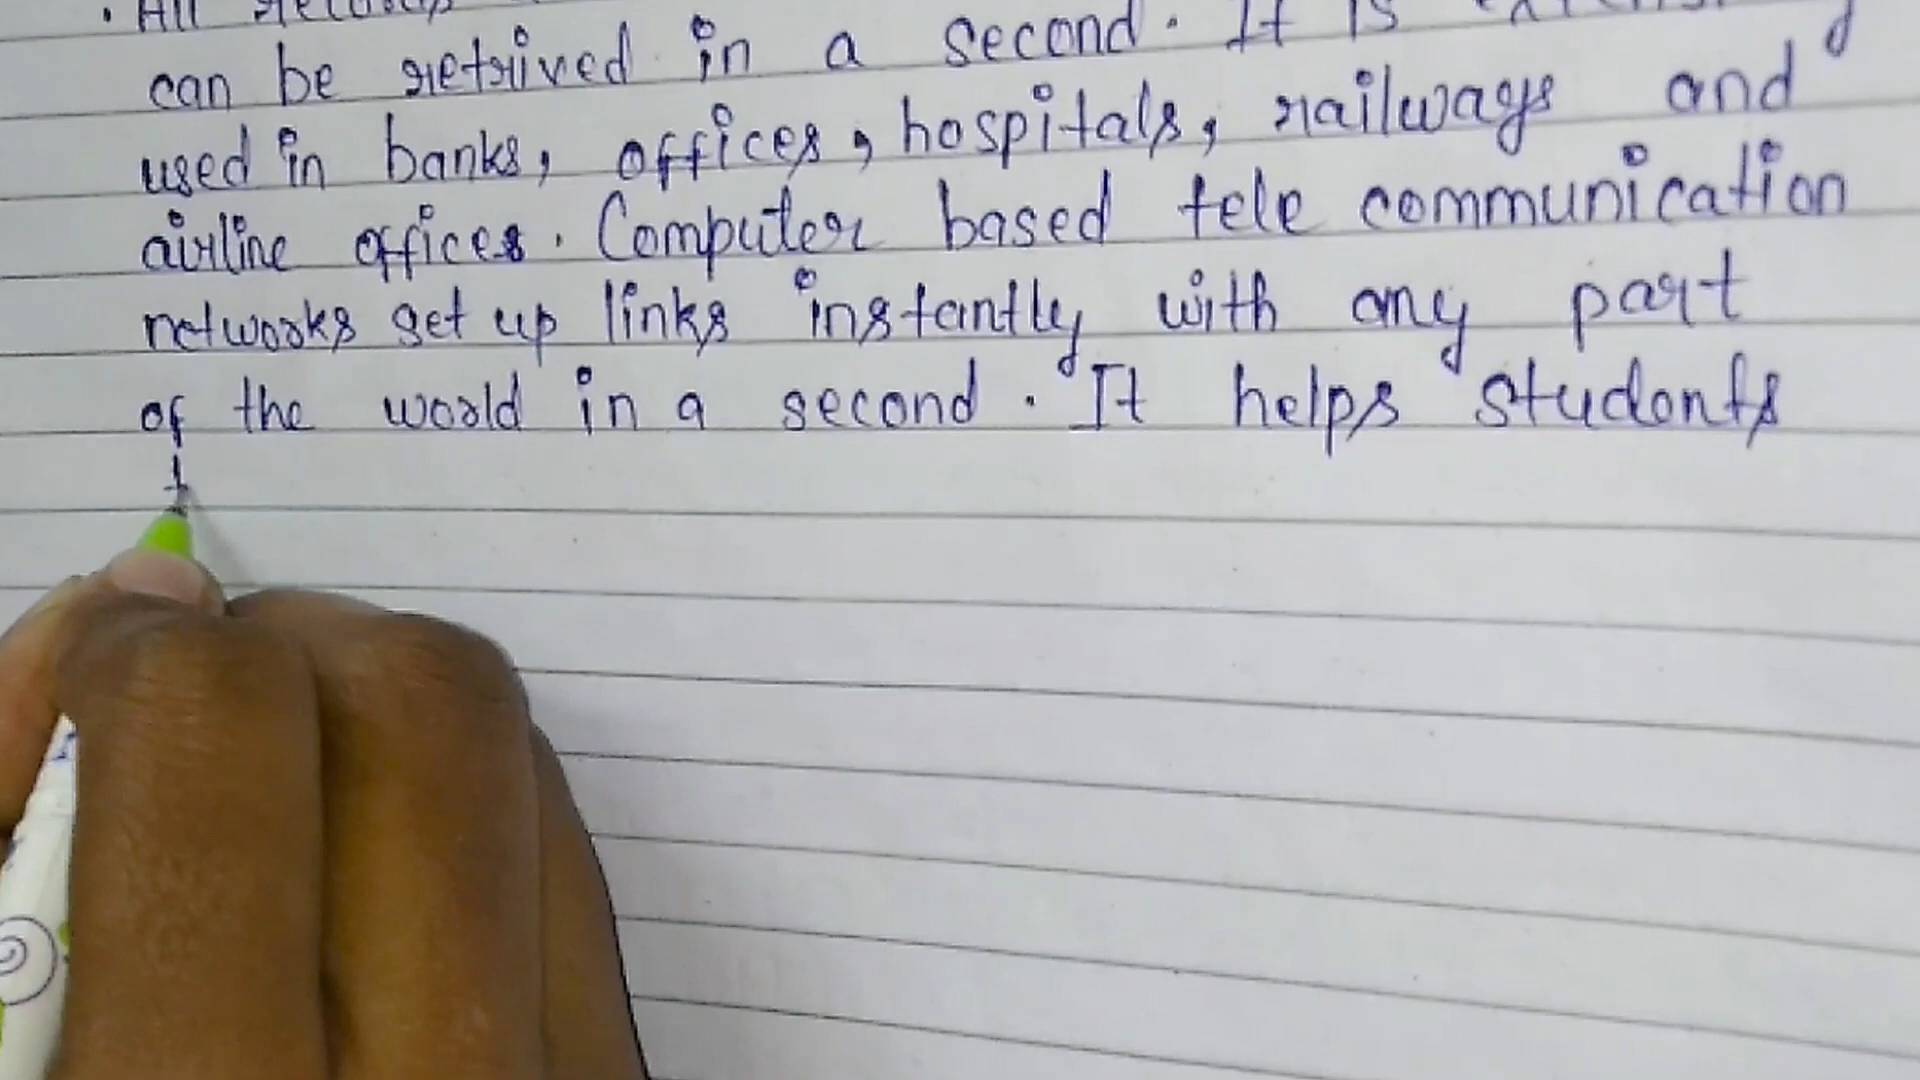 . All
can be retrived in a second. It is
used in banks, offices, hospitals, railways and
airline offices. Computer based tele communication
networks set up links instantly with any part
of the world in a second. It helps students
t